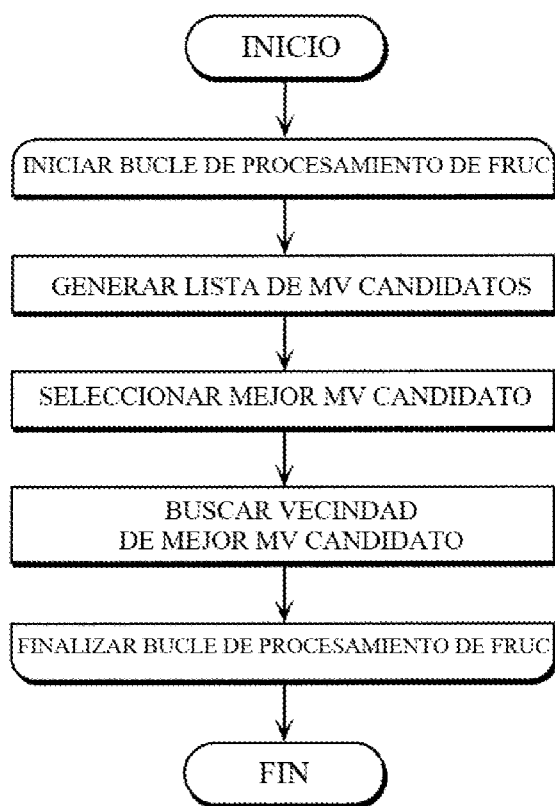 INICIO
INICIAR BUCLE DE PROCESAMIENTO DE FRUC
GENERAR LISTA DE MV CANDIDATOS
SELECCIONAR MEJOR MV CANDIDATO
BUSCAR VECINDAD
DE MEJOR MV CANDIDATO
FINALIZAR BUCLE DE PROCESAMIENTO DE FRUC
FIN